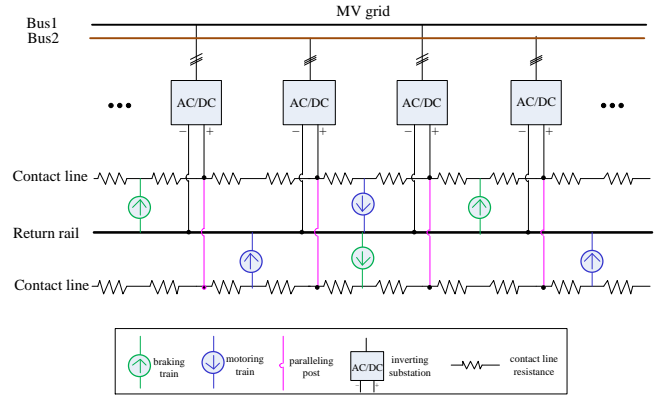 MV grid
Bus1
Bus2
AC/DC AC/DC AC/DC AC/DC
− + − + − + − +
Contact line
Return rail
Contact line
braking
train
motoring
train
paralleling
post
AC/DC
inverting
substation
contact line
resistance